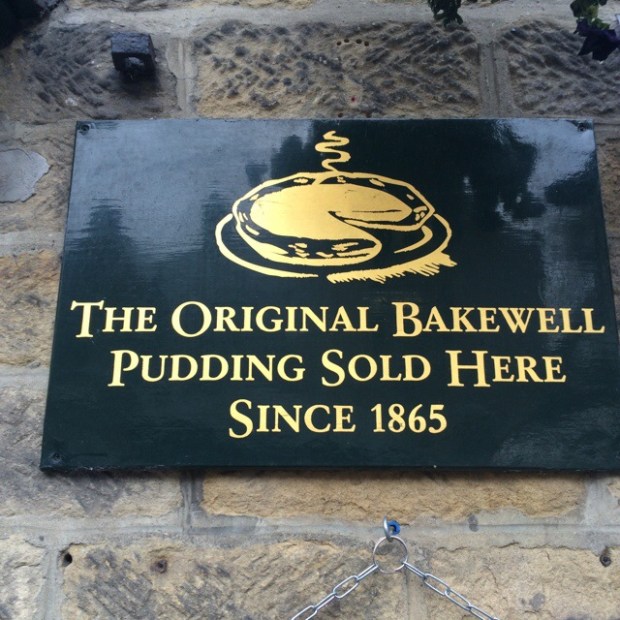 The Original Bakewell
Pudding Sold Here
Since 1865